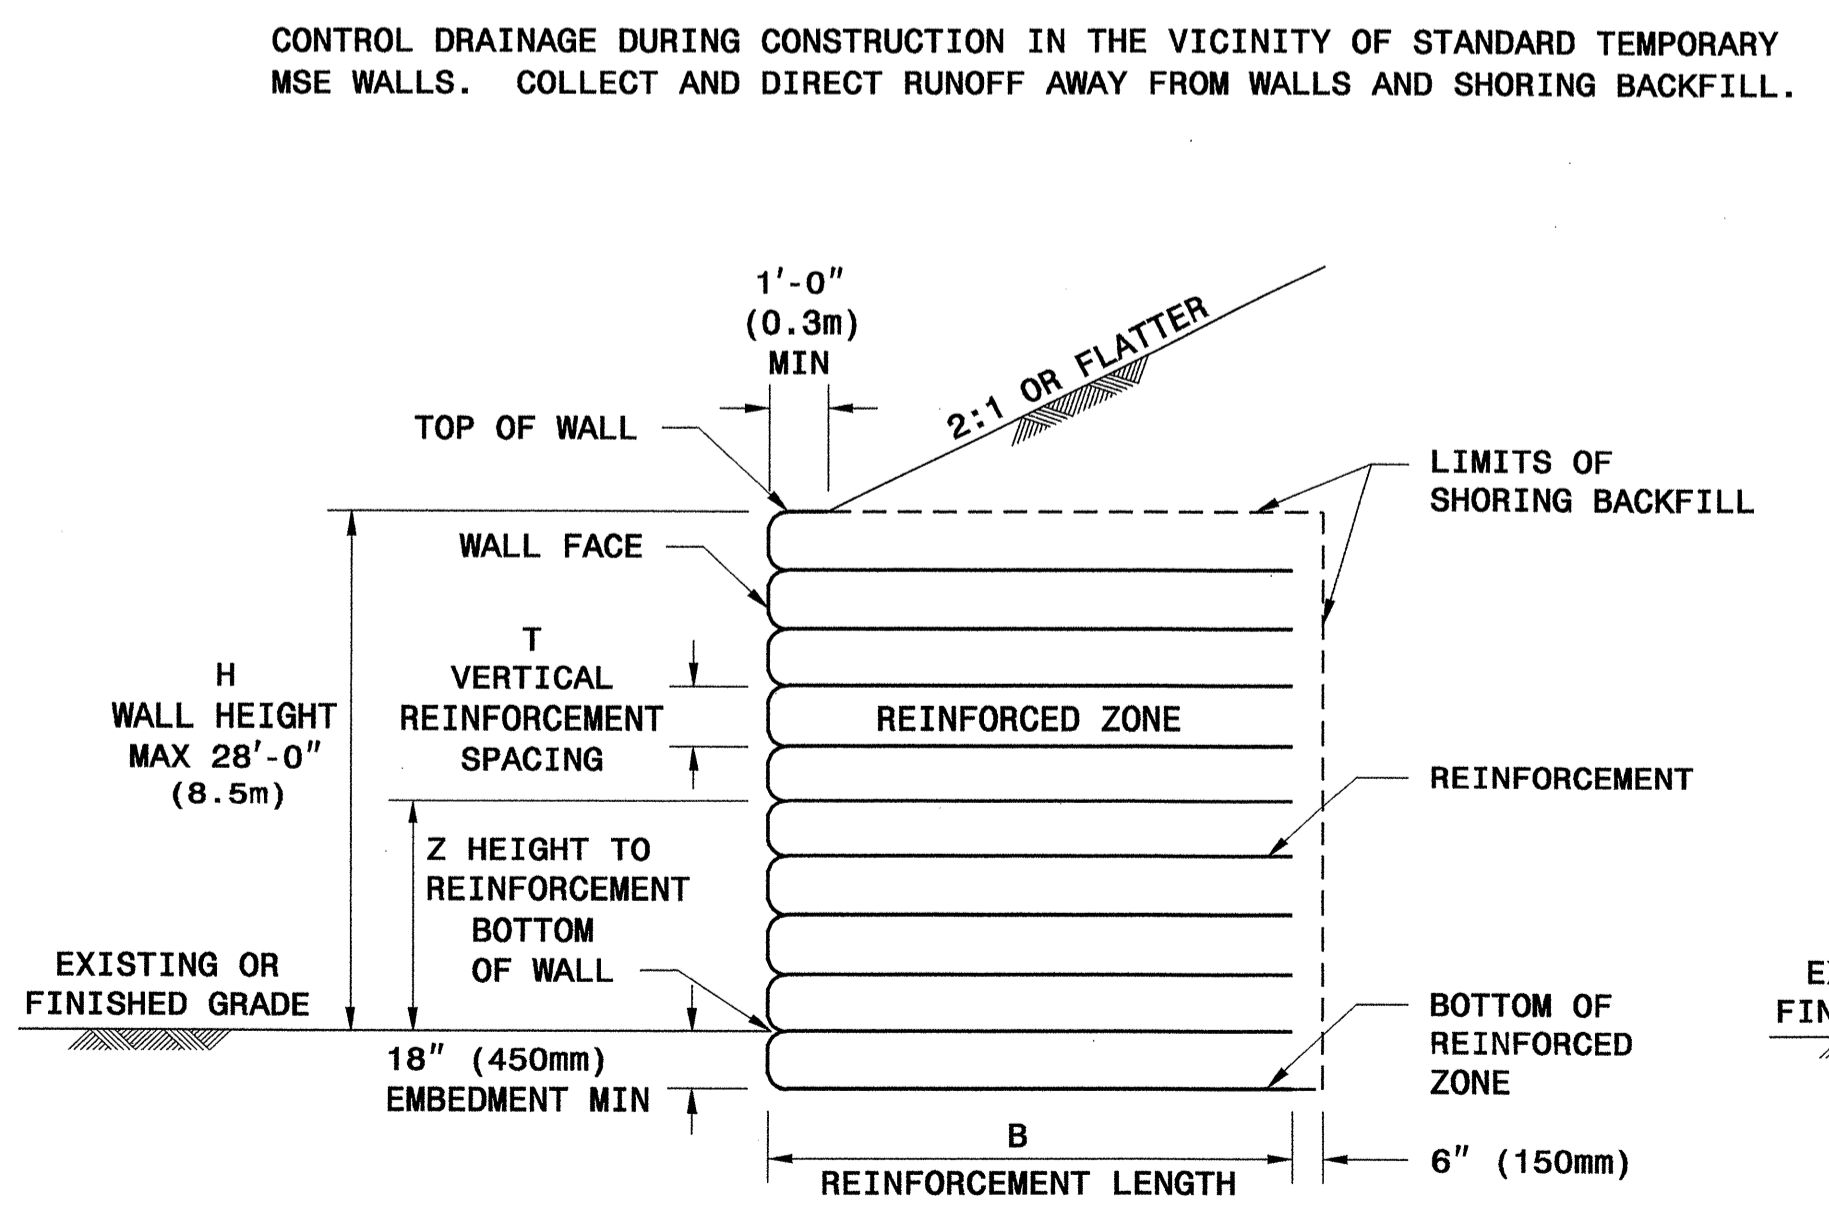 CONTROL DRAINAGE DURING CONSTRUCTION IN THE VICINITY OF STANDARD TEMPORARY
MSE WALLS. COLLECT AND DIRECT RUNOFF AWAY FROM WALLS AND SHORING BACKFILL.
1'-0"
(0.3m)
MIN
2:1 OR FLATTER
TOP OF WALL
LIMITS OF
SHORING BACKFILL
WALL FACE
T
VERTICAL
REINFORCEMENT
SPACING
H
WALL HEIGHT
MAX 28'-0"
(8.5m)
REINFORCED ZONE
REINFORCEMENT
Z HEIGHT TO
REINFORCEMENT
BOTTOM
OF WALL
EXISTING OR
FINISHED GRADE
18" (450mm)
EMBEDMENT MIN
BOTTOM OF
REINFORCED
ZONE
B
REINFORCEMENT LENGTH
6" (150mm)